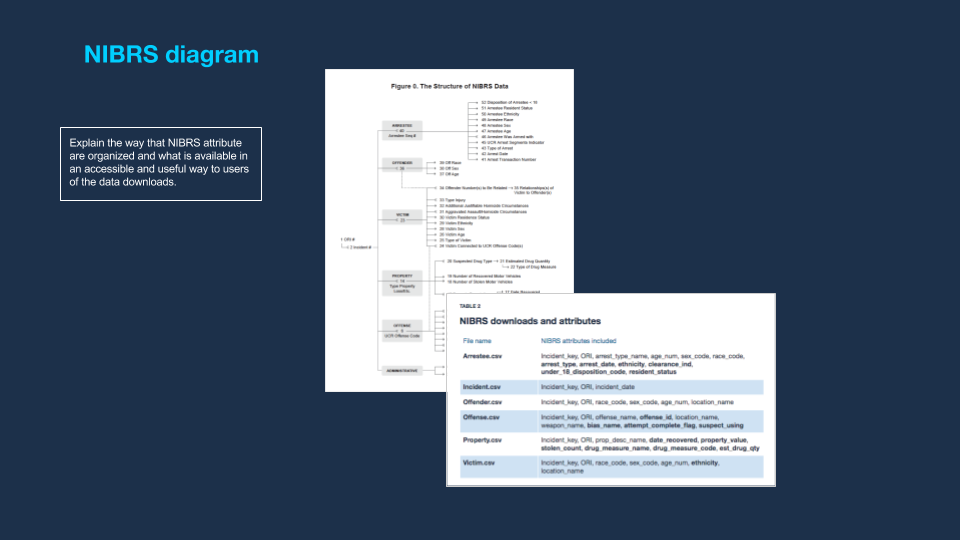 NIBRS diagram
Explain the way that NIBRS attribute
are organized and what is available in
an accessible and useful way to users
of the data downloads.
Figure 8. The Structure of NIBRS Data
52 Disposition of Arrestee < 18
51 Arrestee Resident Status
50 Arrestee Ethnicity
49 Arrestee Race
48 Arrestee Sex
47 Arrestee Age
46 Arrestee Was Armed with
45 UCR Arrest Segments Indicator
43 Type of Arrest
42 Arrest Date
41 Arrest Transaction Number
ARRESTEE
40
Arrestee Seq #
OFFENDER
36
39 Off Race
38 Off Sex
37 Off Age
34 Offender Number(s) to Be Related
35 Relationship(s) of
Victim to Offender(s)
33 Type Injury
32 Additional Justifiable Homicide Circumstances
31 Aggravated Assault/Homicide Circumstances
30 Victim Residence Status
29 Victim Ethnicity
28 Victim Race
27 Victim Sex
26 Victim Age
25 Type of Victim
24 Victim Connected to UCR Offense Code(s)
VICTIM
23
1 ORI #
2 Incident #
20 Suspected Drug Type
21 Estimated Drug Quantity
22 Type of Drug Measure
19 Number of Recovered Motor Vehicles
18 Number of Stolen Motor Vehicles
17 Date Recovered
PROPERTY
14
Type Property
Loss/Etc.
OFFENSE
6
UCR Offense Code
ADMINISTRATIVE
TABLE 2
NIBRS downloads and attributes
File name NIBRS attributes included
Arrestee.csv Incident_key, ORI, arrest_type_name, age_num, sex_code, race_code,
arrest_type, arrest_date, ethnicity, clearance_ind,
under_18_disposition_code, resident_status
Incident.csv Incident_key, ORI, incident_date
Offender.csv Incident_key, ORI, race_code, sex_code, age_num, location_name
Offense.csv Incident_key, ORI, offense_name, offense_id, location_name,
weapon_name, bias_name, attempt_complete_flag, suspect_using
Property.csv Incident_key, ORI, prop_desc_name, date_recovered, property_value,
stolen_count, drug_measure_name, drug_measure_code, est_drug_qty
Victim.csv Incident_key, ORI, race_code, sex_code, age_num, ethnicity,
location_name